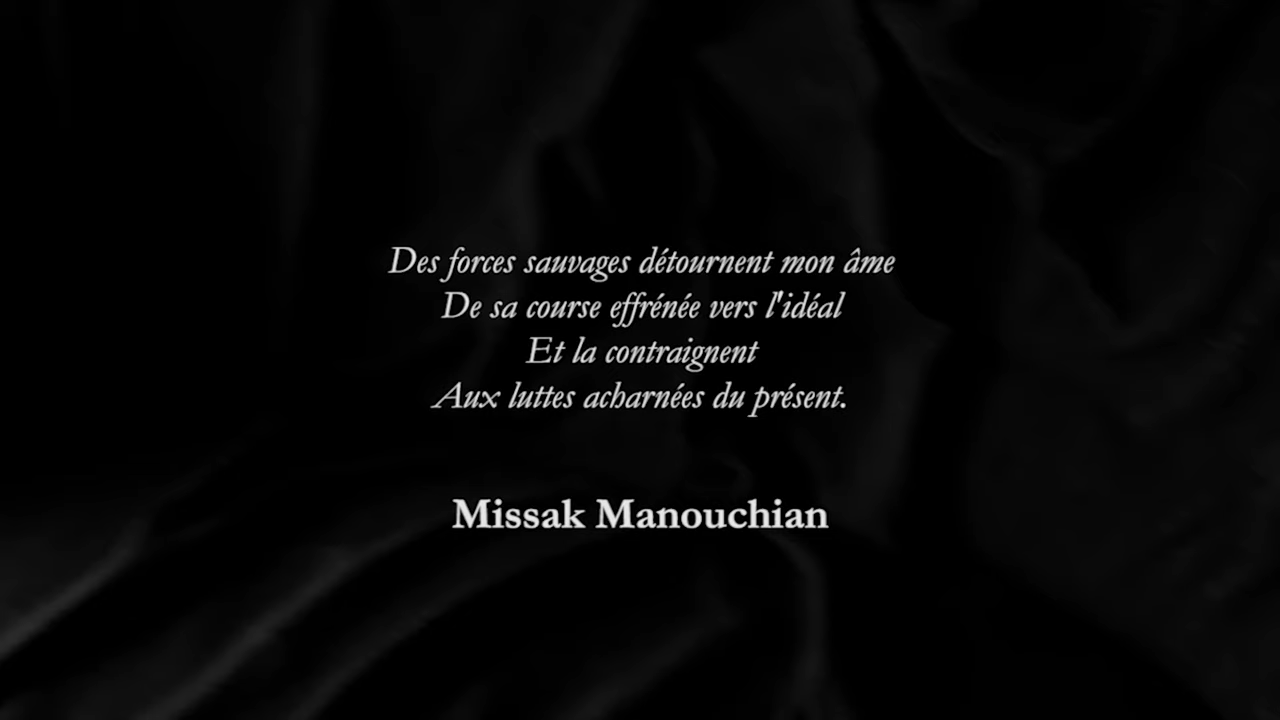 Des forces sauvages détournent mon âme
De sa course effrénée vers l'idéal
Et la contraignent
Aux luttes acharnées du présent.
Missak Manouchian